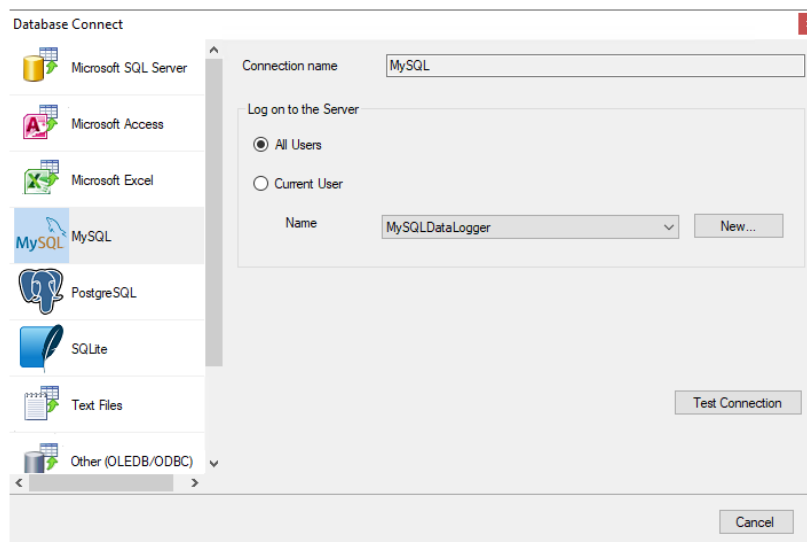 Database Connect
Microsoft SQL Server
Microsoft Access
Microsoft Excel
MySQL MySQL
PostgreSQL
SQLite
Text Files
Other (OLEDB/ODBC)
Connection name MySQL
Log on to the Server
All Users
Current User
Name MySQLDataLogger New...
Test Connection
Cancel